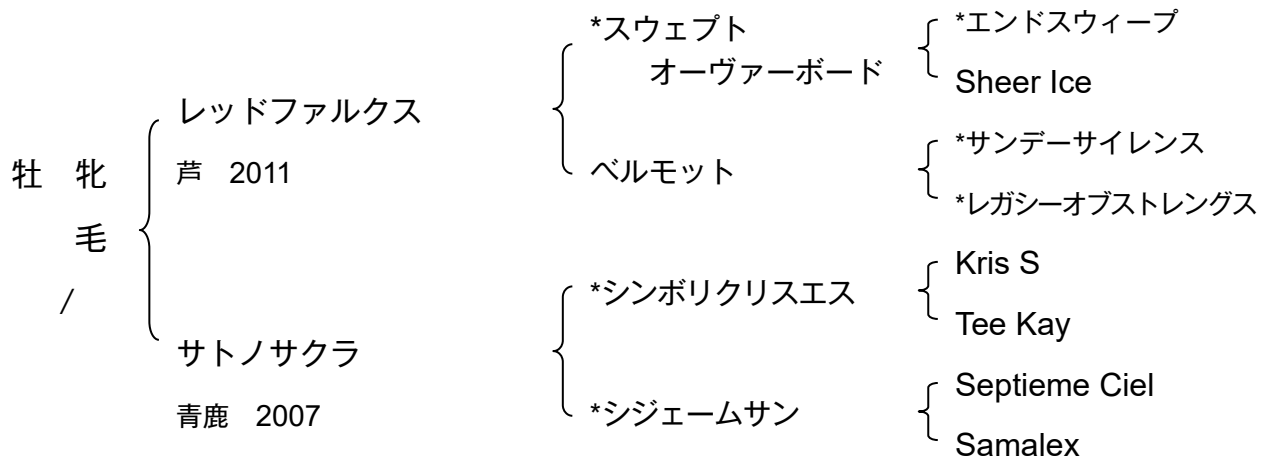 牡 牝
毛
/
レッドファルクス
芦 2011
サトノサクラ
青鹿 2007
*スウェプト
オーヴァーボード
ベルモット
*シンボリクリスエス
*シジェームサン
*エンドスウィープ
Sheer Ice
*サンデーサイレンス
*レガシーオブストレングス
Kris S
Tee Kay
Septieme Ciel
Samalex